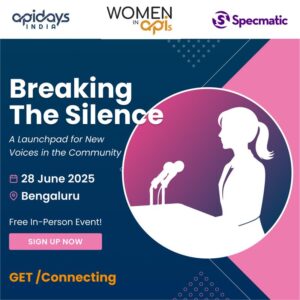 apidays
INDIA
WOMEN
IN APIs
Specmatic
Breaking
The Silence
A Launchpad for New
Voices in the Community
28 June 2025
Bengaluru
Free In-Person Event!
SIGN UP NOW
GET /Connecting